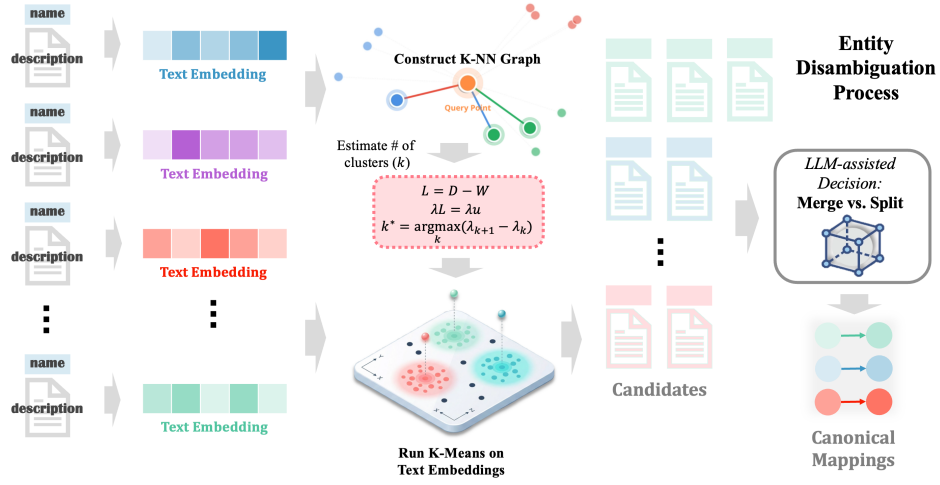 name
description
Text Embedding
name
description
Text Embedding
name
description
Text Embedding
name
description
Text Embedding
Construct K-NN Graph
Query Point
Estimate # of
clusters (k)
L = D − W
λL = λu
k* = argmax(λₖ₊₁ − λₖ)
k
Y
X
X
Z
Run K-Means on
Text Embeddings
Candidates
Entity
Disambiguation
Process
LLM-assisted
Decision:
Merge vs. Split
Canonical
Mappings